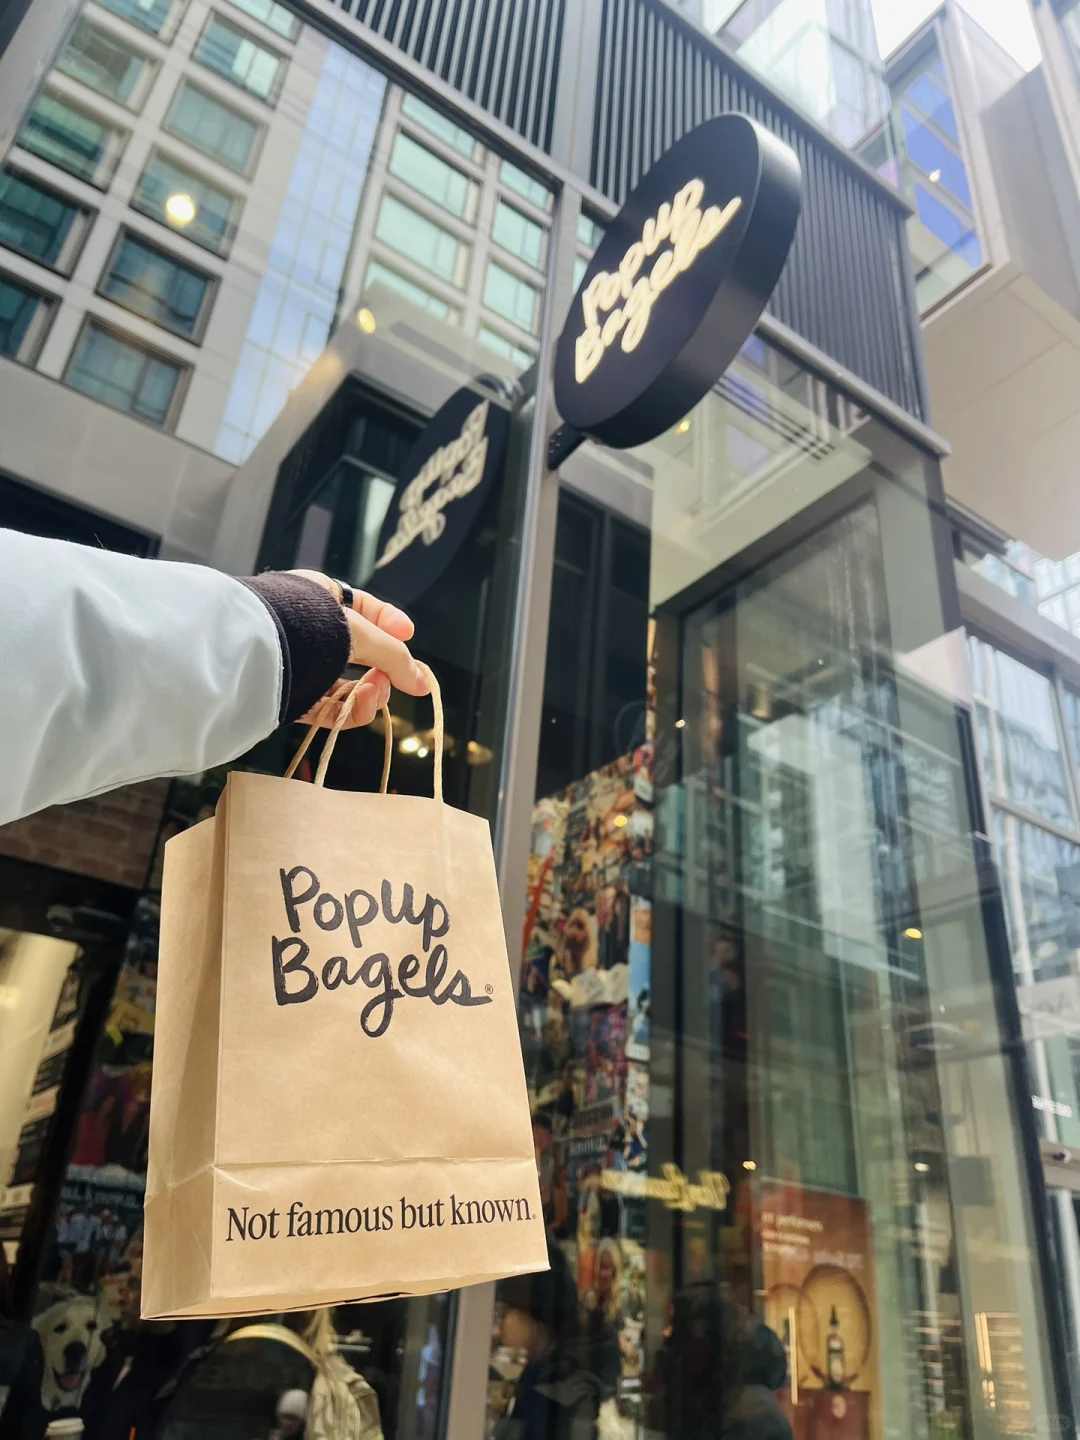 PopUp
Bagels
PopUp
Bagels®
Not famous but known.